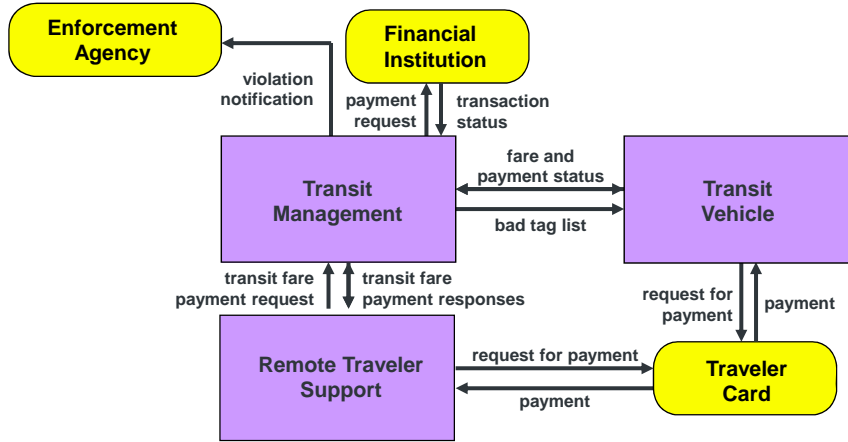 Enforcement
Agency
Financial
Institution
violation
notification
payment
request
transaction
status
Transit
Management
fare and
payment status
bad tag list
Transit
Vehicle
transit fare
payment request
transit fare
payment responses
request for
payment
payment
Remote Traveler
Support
request for payment
payment
Traveler
Card